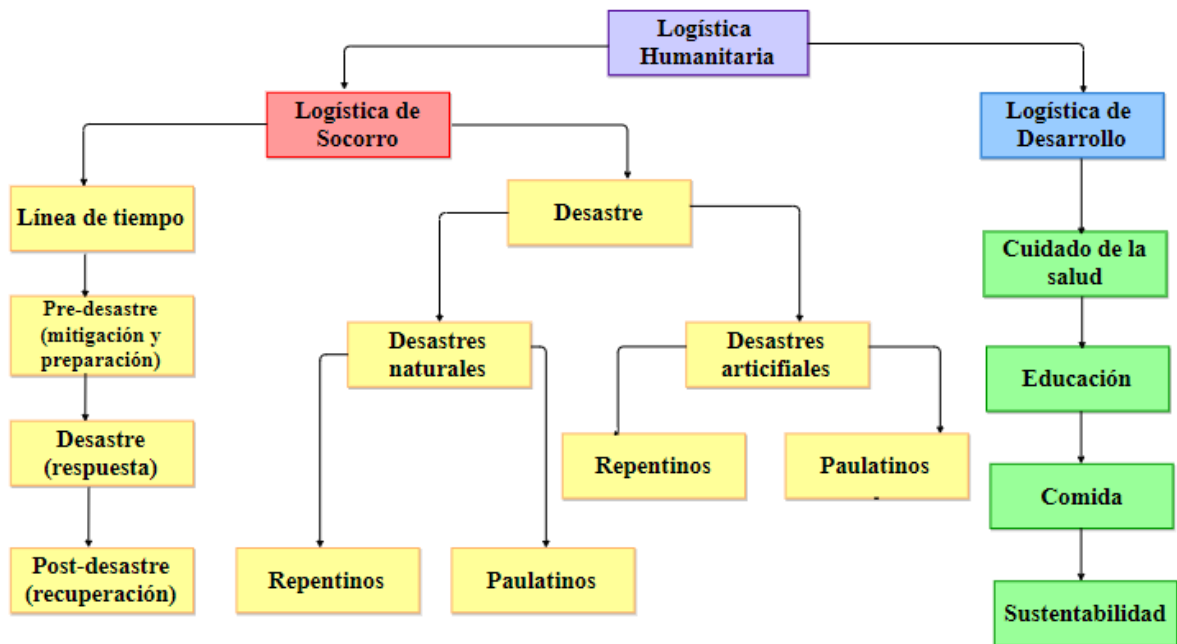 Logística
Humanitaria
Logística de
Socorro
Logística de
Desarrollo
Línea de tiempo
Desastre
Cuidado de la
salud
Pre-desastre
(mitigación y
preparación)
Desastres
naturales
Desastres
articifiales
Educación
Desastre
(respuesta)
Repentinos
Paulatinos
Comida
Post-desastre
(recuperación)
Repentinos
Paulatinos
Sustentabilidad